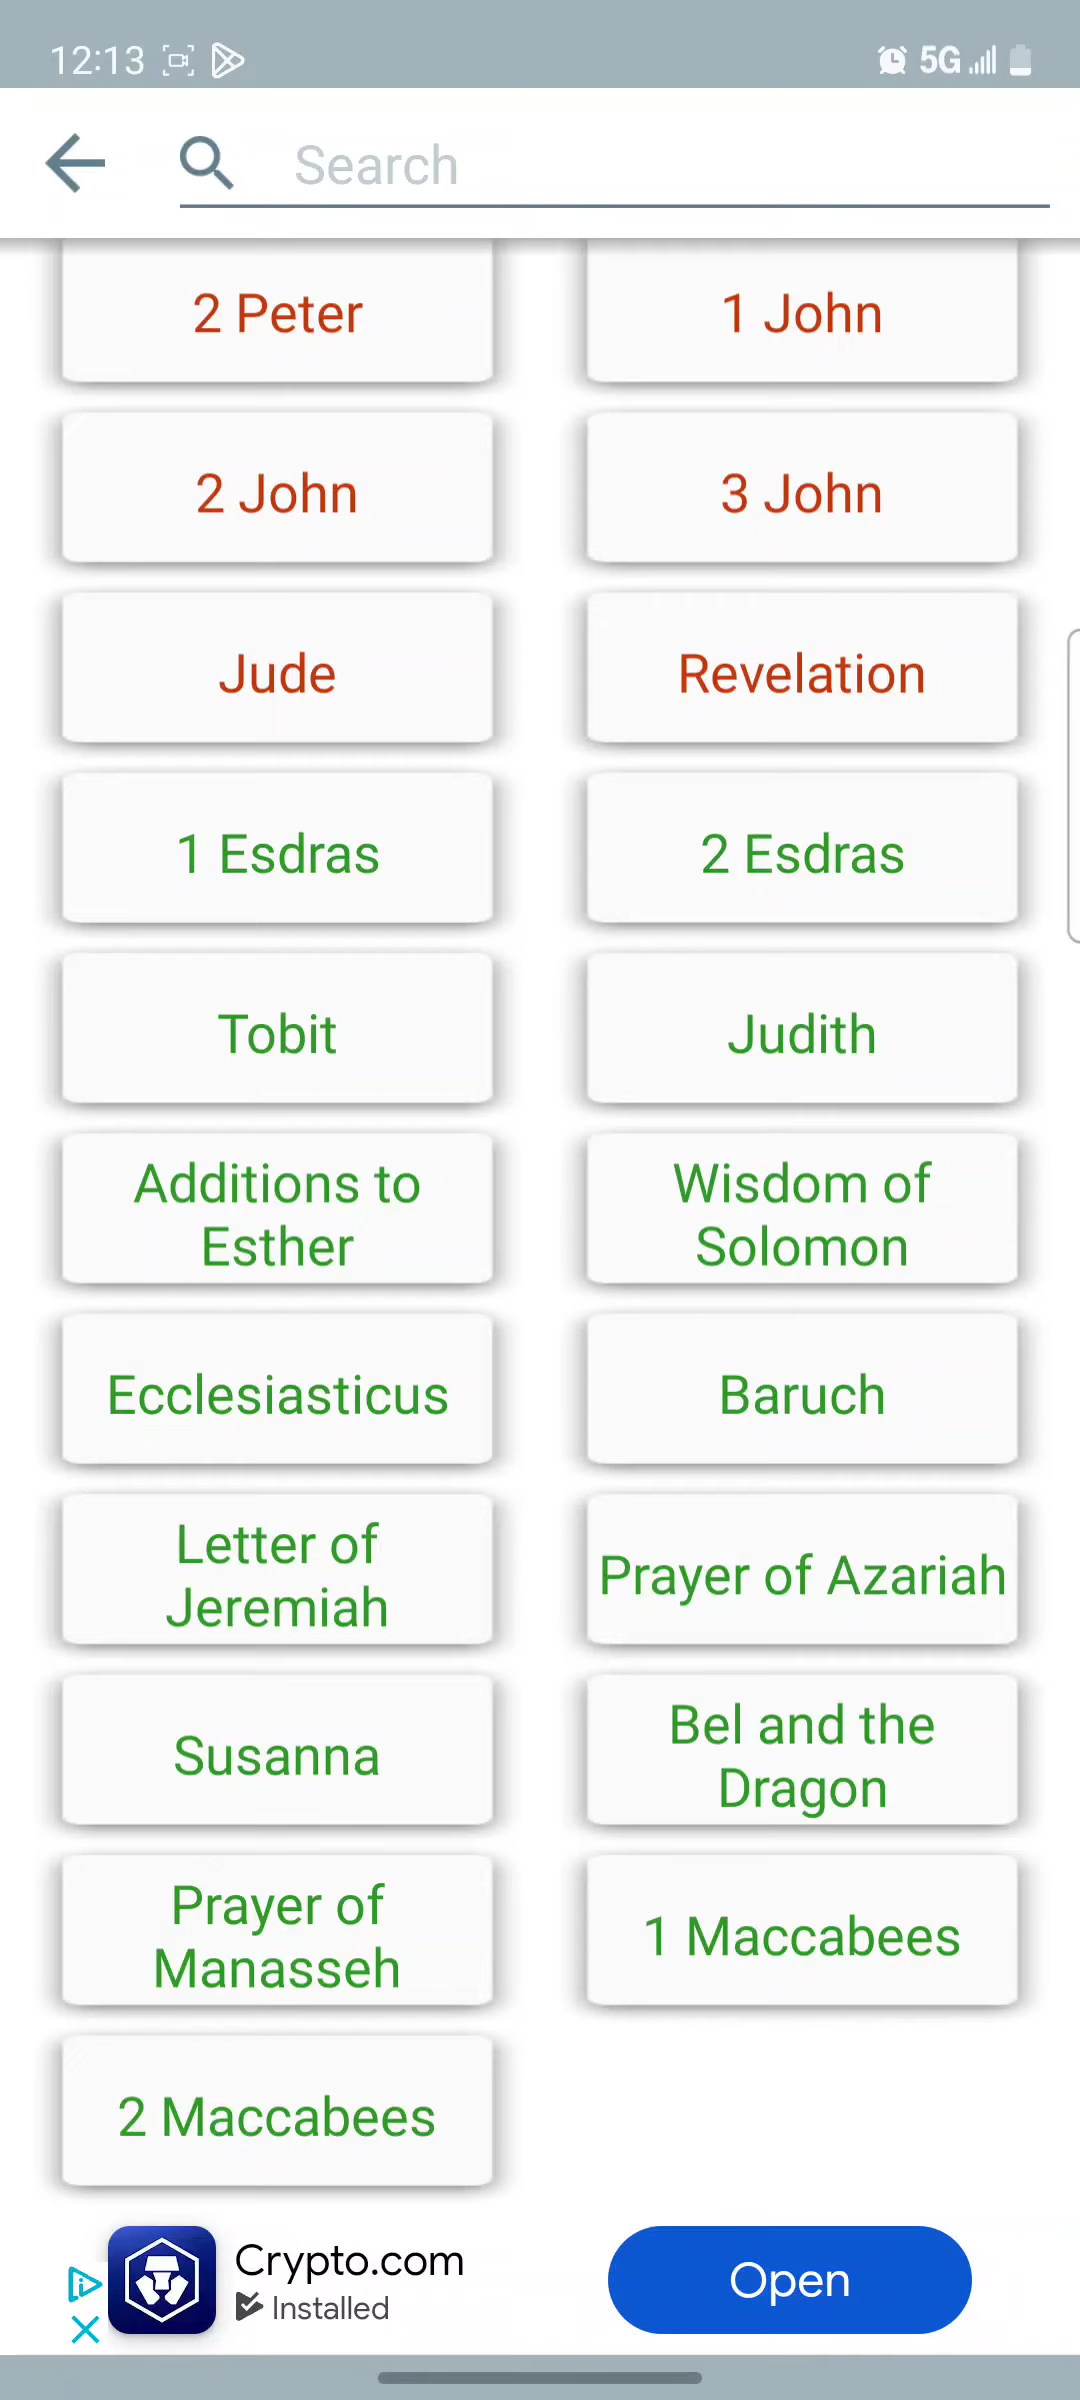 12:13
5G
Search
2 Peter
1 John
2 John
3 John
Jude
Revelation
1 Esdras
2 Esdras
Tobit
Judith
Additions to
Esther
Wisdom of
Solomon
Ecclesiasticus
Baruch
Letter of
Jeremiah
Prayer of Azariah
Susanna
Bel and the
Dragon
Prayer of
Manasseh
1 Maccabees
2 Maccabees
Crypto.com
Installed
Open